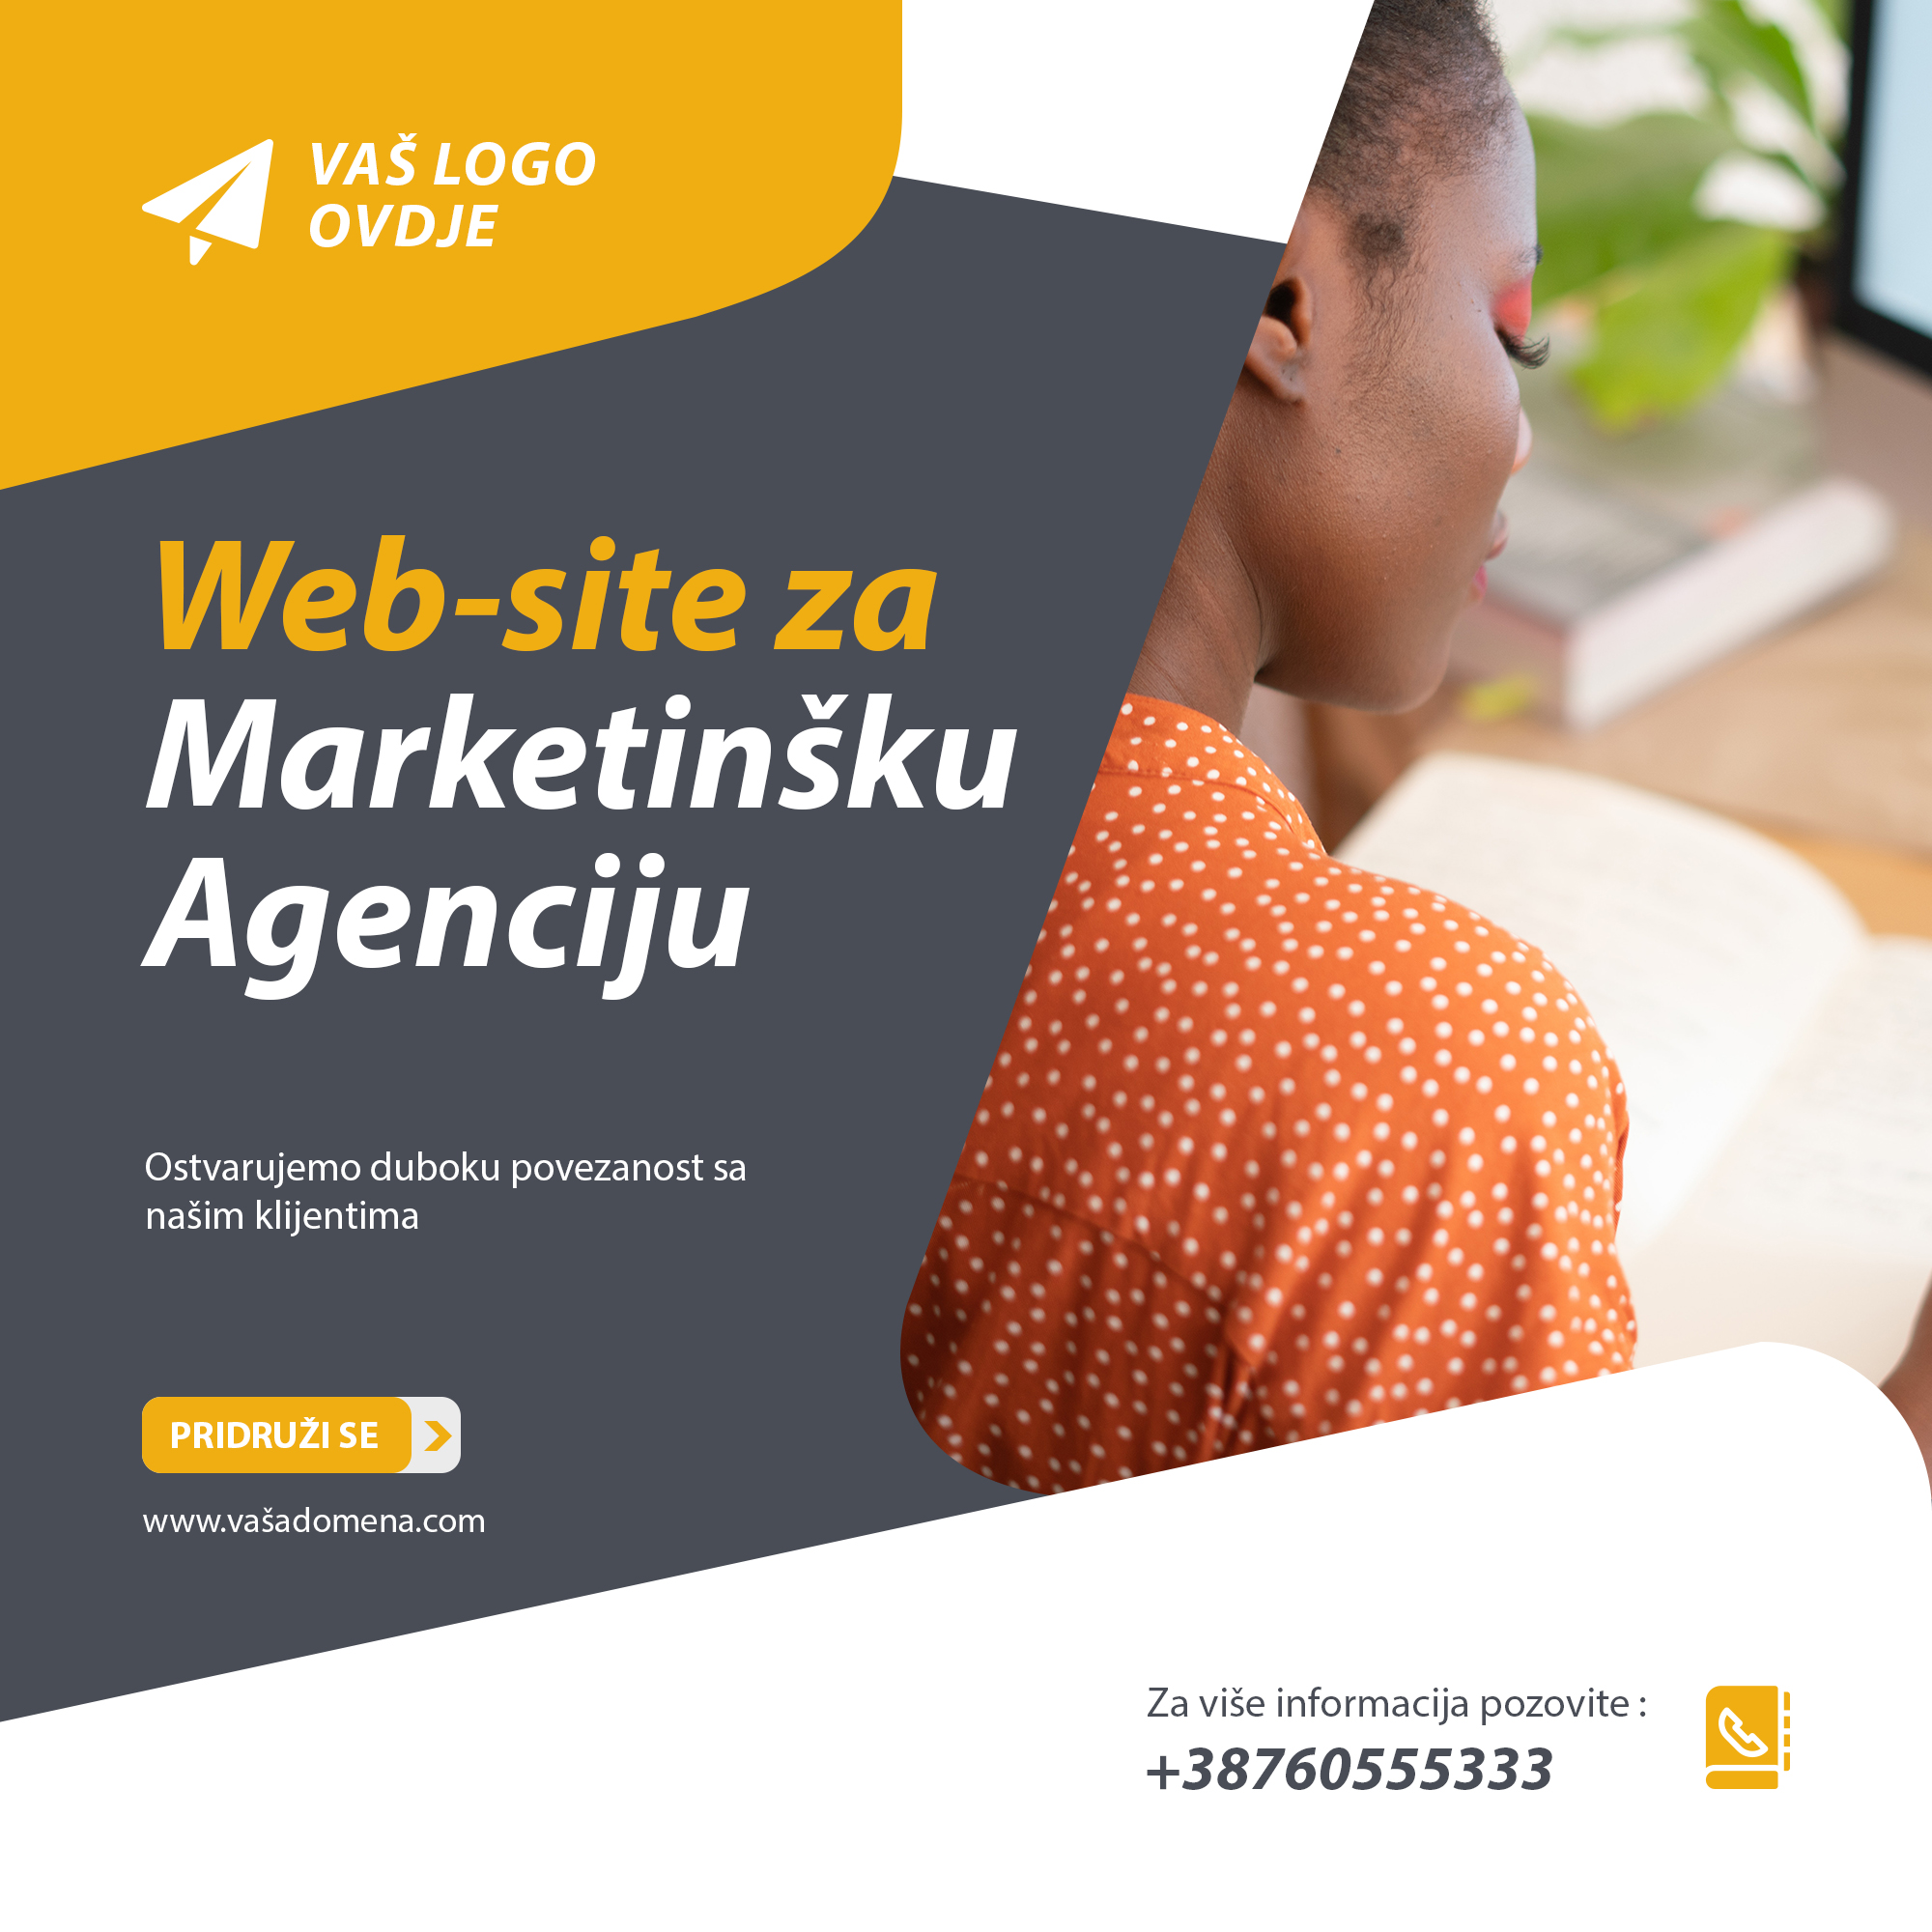 VAŠ LOGO
OVDJE
Web-site za
Marketinšku
Agenciju
Ostvarujemo duboku povezanost sa
našim klijentima
PRIDRUŽI SE
www.vašadomena.com
Za više informacija pozovite :
+38760555333